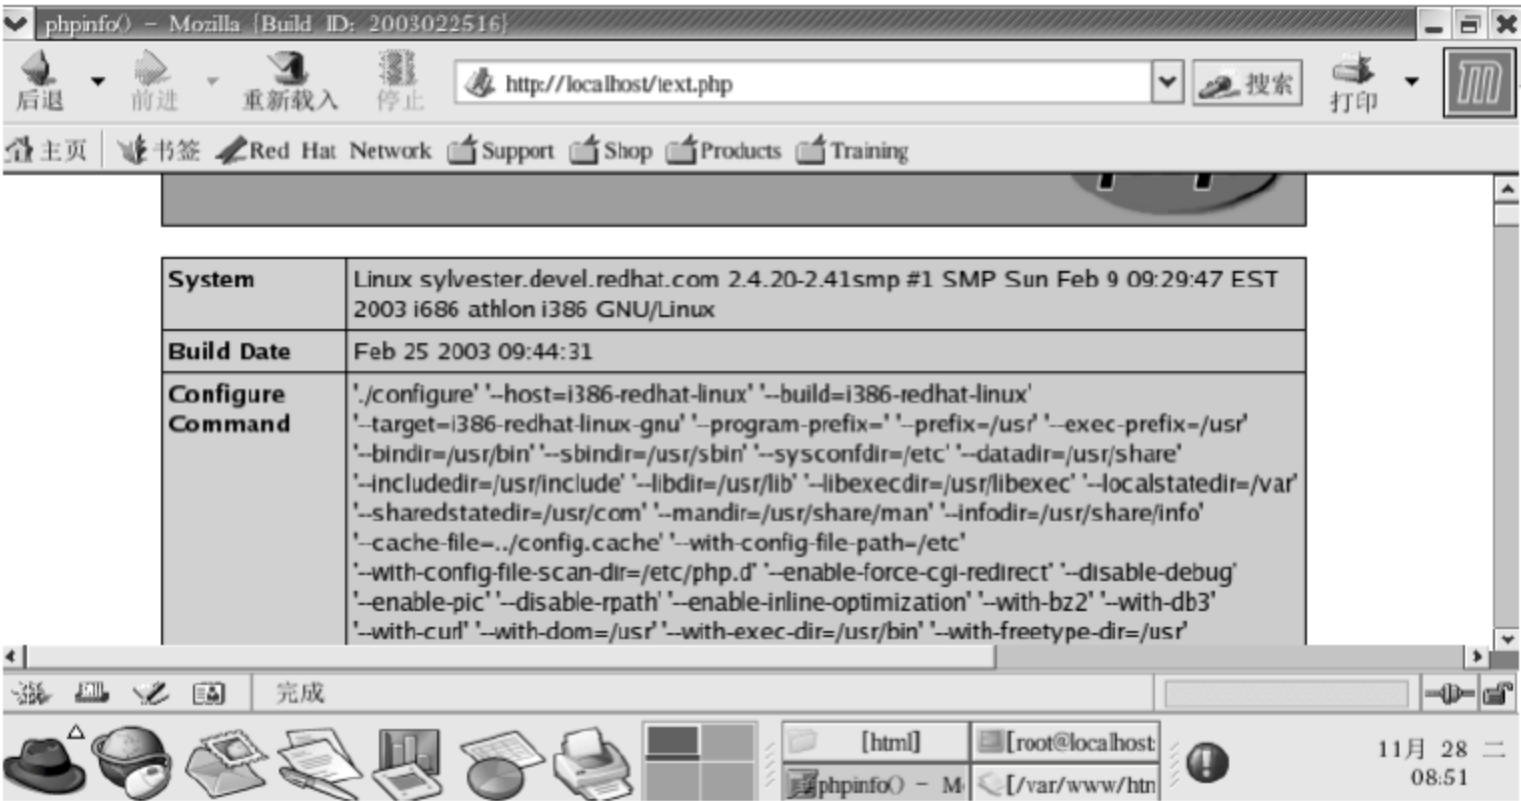 phpinfo() - Mozilla {Build ID: 2003022516}
后退 前进 重新载入 停止 http://localhost/text.php 搜索 打印
主页 书签 Red Hat Network Support Shop Products Training
System Linux sylvester.devel.redhat.com 2.4.20-2.41smp #1 SMP Sun Feb 9 09:29:47 EST
2003 i686 athlon i386 GNU/Linux
Build Date Feb 25 2003 09:44:31
Configure './configure' '--host=i386-redhat-linux' '--build=i386-redhat-linux'
Command '--target=i386-redhat-linux-gnu' '--program-prefix=' '--prefix=/usr' '--exec-prefix=/usr'
'--bindir=/usr/bin' '--sbindir=/usr/sbin' '--sysconfdir=/etc' '--datadir=/usr/share'
'--includedir=/usr/include' '--libdir=/usr/lib' '--libexecdir=/usr/libexec' '--localstatedir=/var'
'--sharedstatedir=/usr/com' '--mandir=/usr/share/man' '--infodir=/usr/share/info'
'--cache-file=../config.cache' '--with-config-file-path=/etc'
'--with-config-file-scan-dir=/etc/php.d' '--enable-force-cgi-redirect' '--disable-debug'
'--enable-pic' '--disable-rpath' '--enable-inline-optimization' '--with-bz2' '--with-db3'
'--with-curl' '--with-dom=/usr' '--with-exec-dir=/usr/bin' '--with-freetype-dir=/usr'
完成
[html] [root@localhost:
phpinfo() - M [/var/www/htm
11月 28 二
08:51